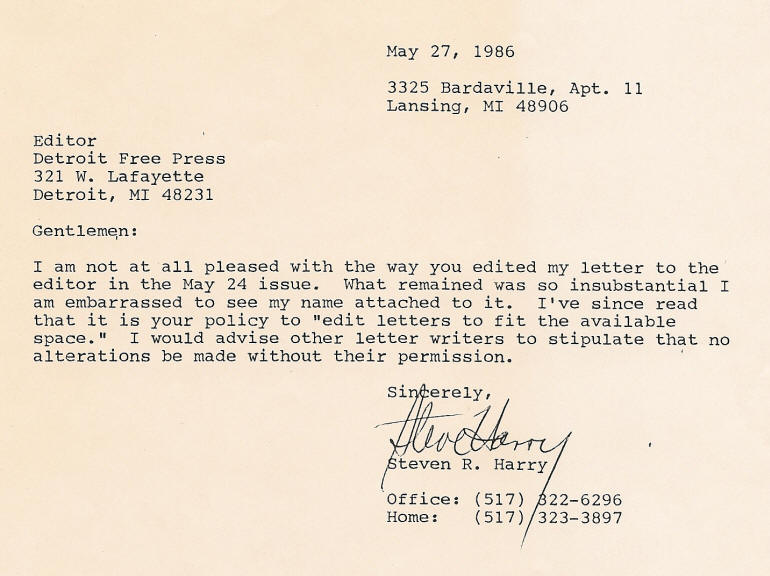 May 27, 1986
3325 Bardaville, Apt. 11
Lansing, MI 48906
Editor
Detroit Free Press
321 W. Lafayette
Detroit, MI 48231
Gentlemen:
I am not at all pleased with the way you edited my letter to the
editor in the May 24 issue.  What remained was so insubstantial I
am embarrassed to see my name attached to it.  I've since read
that it is your policy to "edit letters to fit the available
space."  I would advise other letter writers to stipulate that no
alterations be made without their permission.
Sincerely,
Steve Harry
Steven R. Harry
Office: (517) 322-6296
Home:   (517) 323-3897